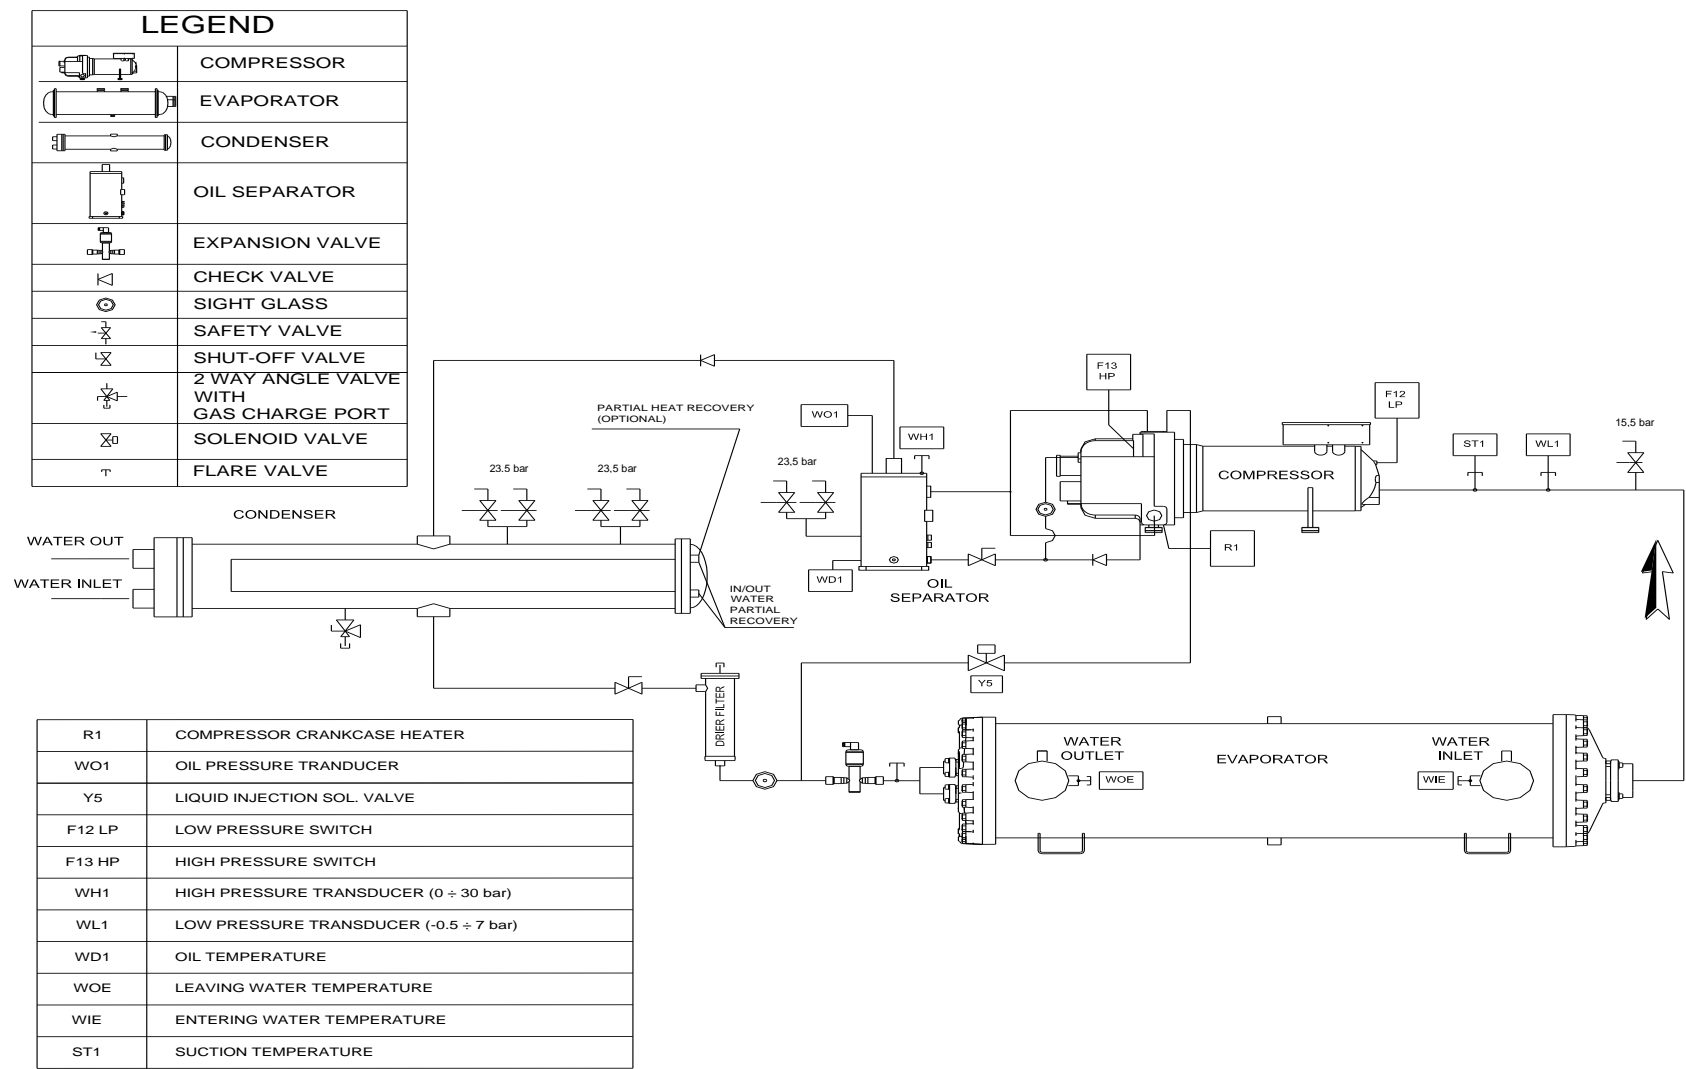 LEGEND
COMPRESSOR
EVAPORATOR
CONDENSER
OIL SEPARATOR
EXPANSION VALVE
CHECK VALVE
SIGHT GLASS
SAFETY VALVE
SHUT-OFF VALVE
2 WAY ANGLE VALVE
WITH
GAS CHARGE PORT
SOLENOID VALVE
FLARE VALVE
PARTIAL HEAT RECOVERY
(OPTIONAL)
23.5 bar
23,5 bar
CONDENSER
WATER OUT
WATER INLET
IN/OUT
WATER
PARTIAL
RECOVERY
WO1
WH1
23,5 bar
WD1
OIL
SEPARATOR
F13
HP
F12
LP
COMPRESSOR
R1
ST1
WL1
15,5 bar
Y5
DRIER FILTER
WATER
OUTLET
WOE
EVAPORATOR
WATER
INLET
WIE
R1 COMPRESSOR CRANKCASE HEATER
WO1 OIL PRESSURE TRANDUCER
Y5 LIQUID INJECTION SOL. VALVE
F12 LP LOW PRESSURE SWITCH
F13 HP HIGH PRESSURE SWITCH
WH1 HIGH PRESSURE TRANSDUCER (0 ÷ 30 bar)
WL1 LOW PRESSURE TRANSDUCER (-0.5 ÷ 7 bar)
WD1 OIL TEMPERATURE
WOE LEAVING WATER TEMPERATURE
WIE ENTERING WATER TEMPERATURE
ST1 SUCTION TEMPERATURE